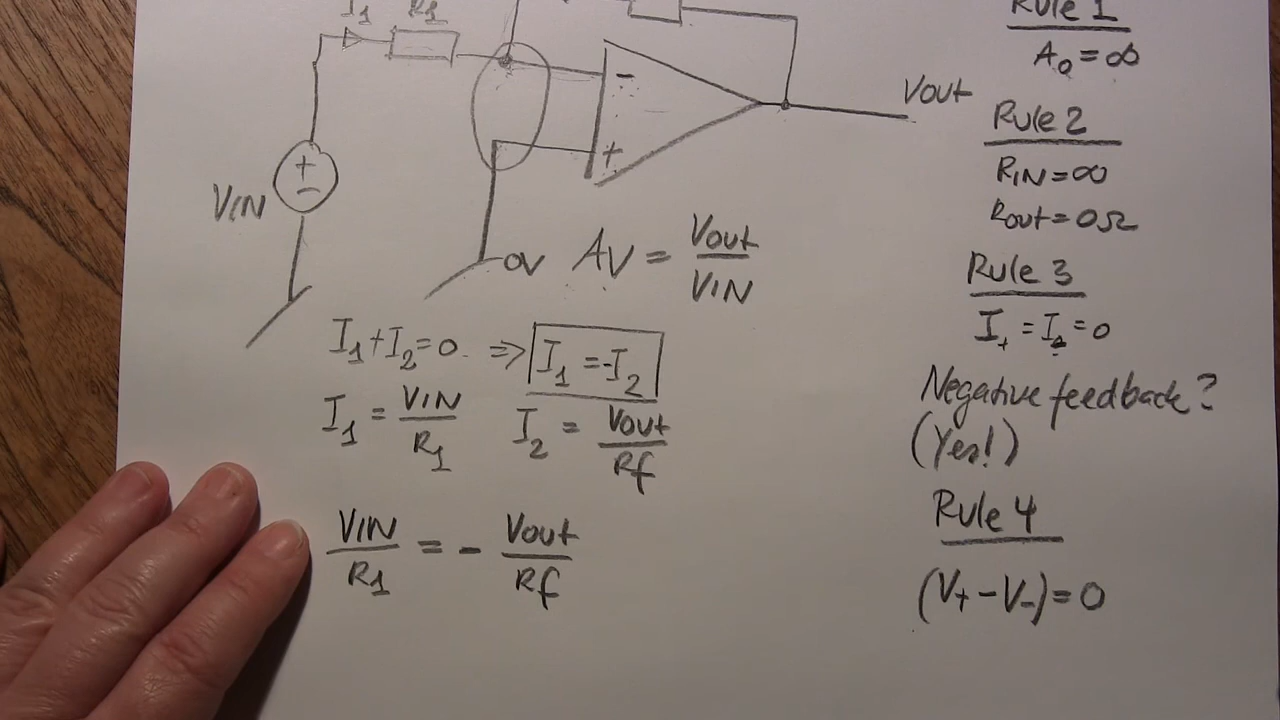 I1 R1
-
+
Vout
+
-
VIN
0V
AV = Vout / VIN
I1+I2=0. => I1 =-I2
I1 = VIN / R1 I2 = Vout / Rf
VIN / R1 = - Vout / Rf
Rule 1
A0=∞
Rule 2
RIN=∞
Rout=0Ω
Rule 3
I+ = I- = 0
Negative feedback?
(Yes!)
Rule 4
(V+ - V-)=0